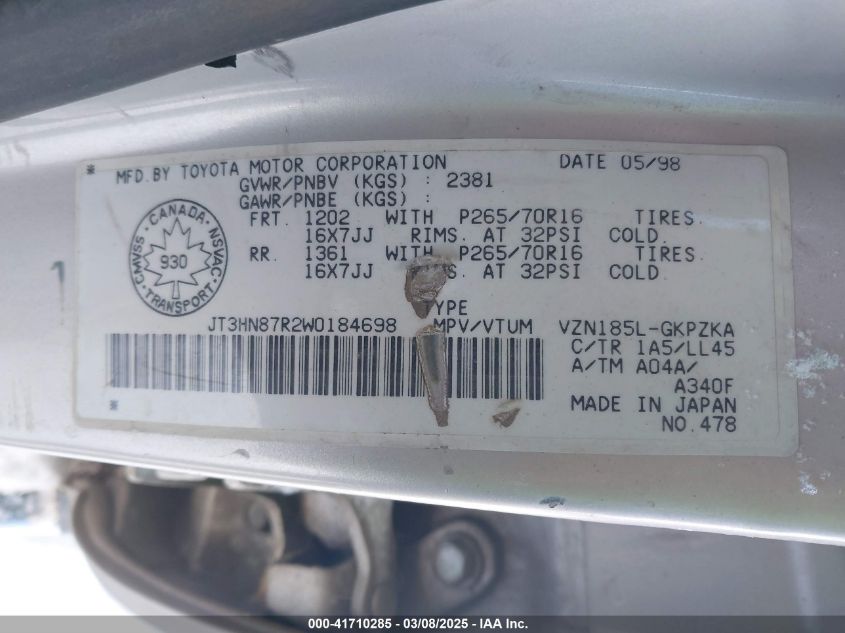 * MFD.BY TOYOTA MOTOR CORPORATION DATE 05/98
GVWR/PNBV (KGS) : 2381
GAWR/PNBE (KGS) :
FRT. 1202 WITH P265/70R16 TIRES.
16X7JJ RIMS. AT 32PSI COLD.
RR. 1361 WITH P265/70R16 TIRES.
16X7JJ S. AT 32PSI COLD
CANADA
CMVSS NSVAC
930
TRANSPORT
TYPE
JT3HN87R2W0184698 MPV/VTUM VZN185L-GKPZKA
C/TR 1A5/LL45
A/TM A04A/
A340F
* MADE IN JAPAN
NO.478
000-41710285 - 03/08/2025 - IAA Inc.